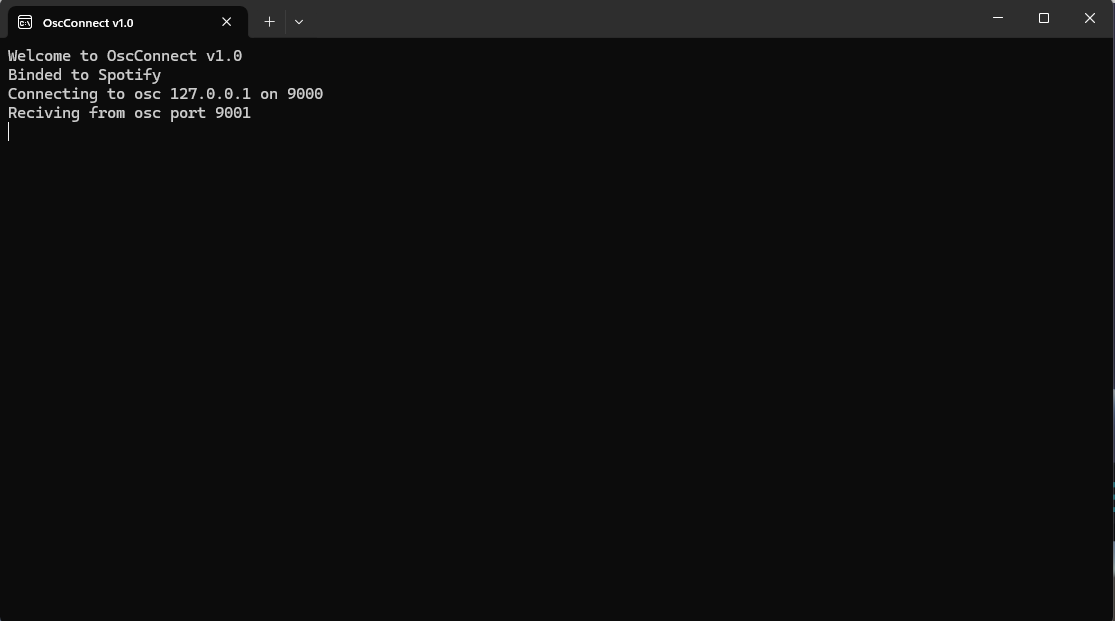 OscConnect v1.0
Welcome to OscConnect v1.0
Binded to Spotify
Connecting to osc 127.0.0.1 on 9000
Reciving from osc port 9001